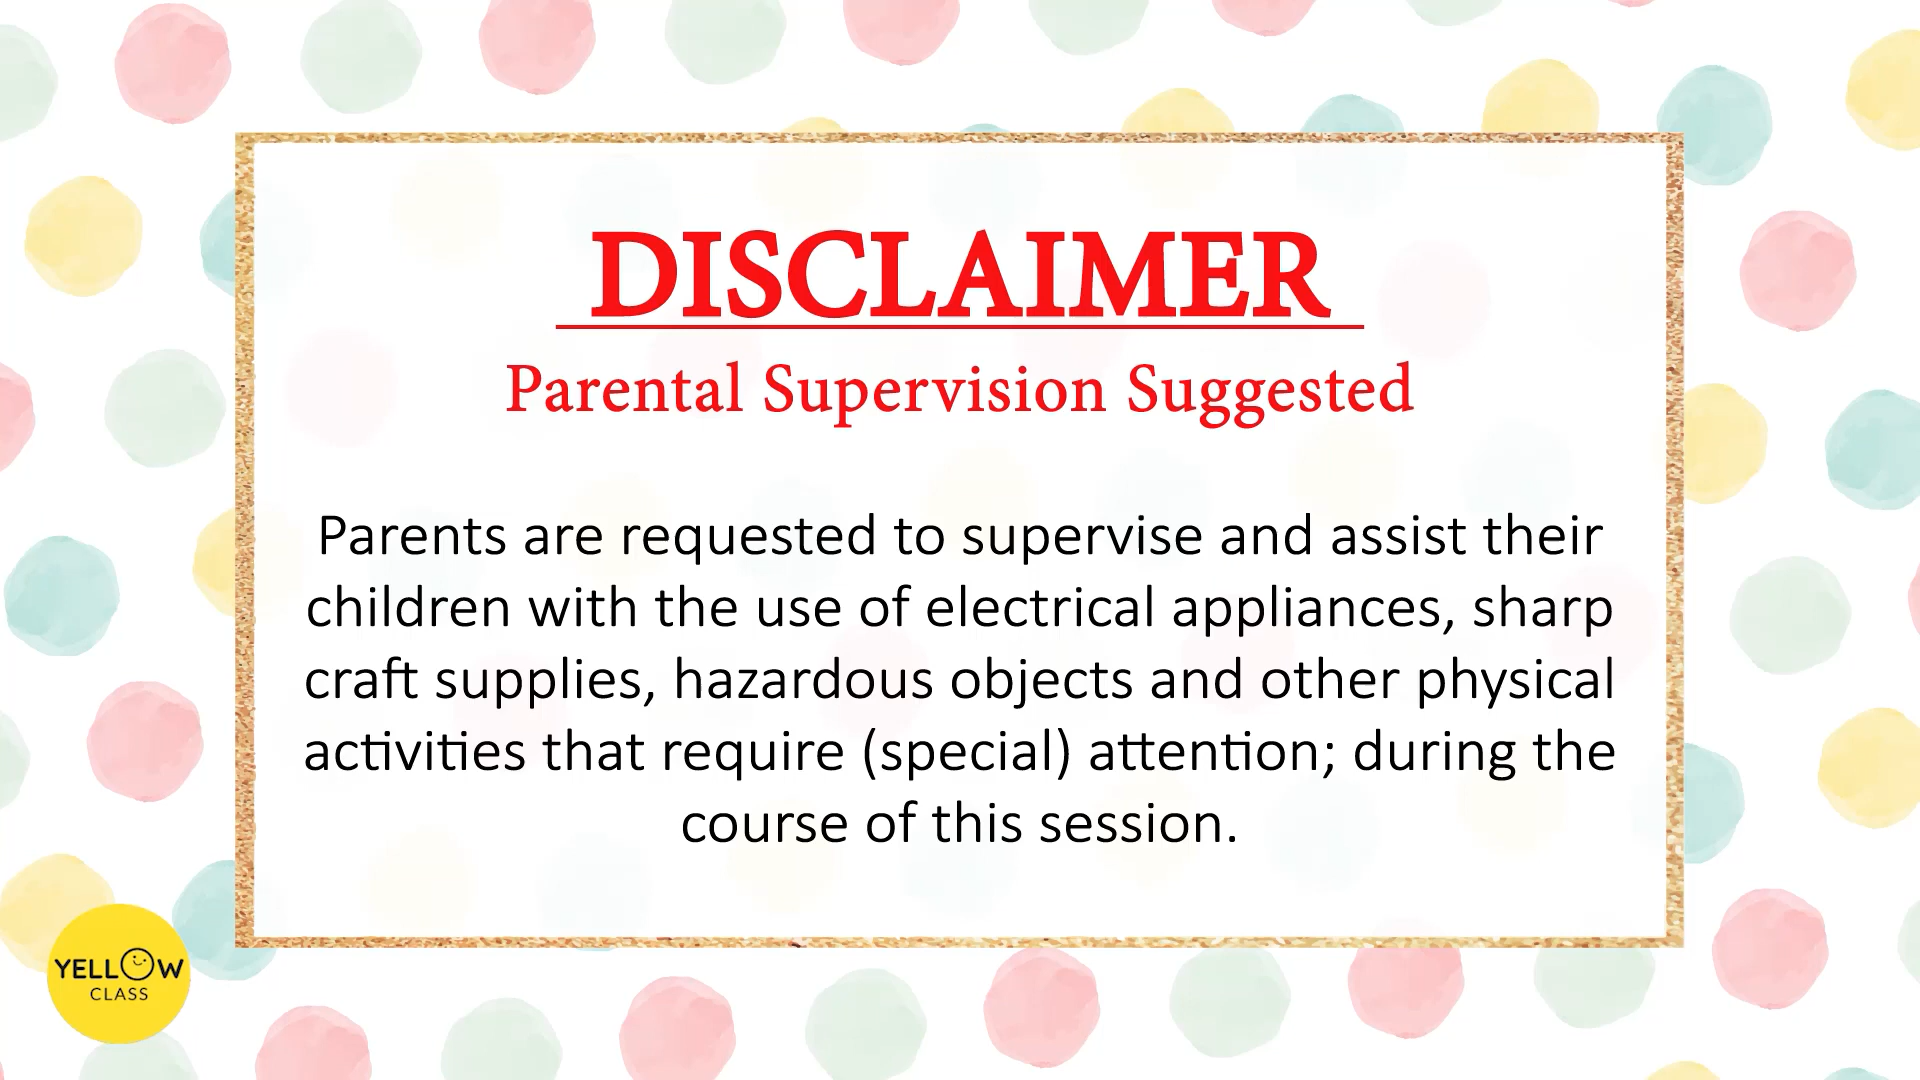 DISCLAIMER
Parental Supervision Suggested
Parents are requested to supervise and assist their
children with the use of electrical appliances, sharp
craft supplies, hazardous objects and other physical
activities that require (special) attention; during the
course of this session.
YELLOW
CLASS